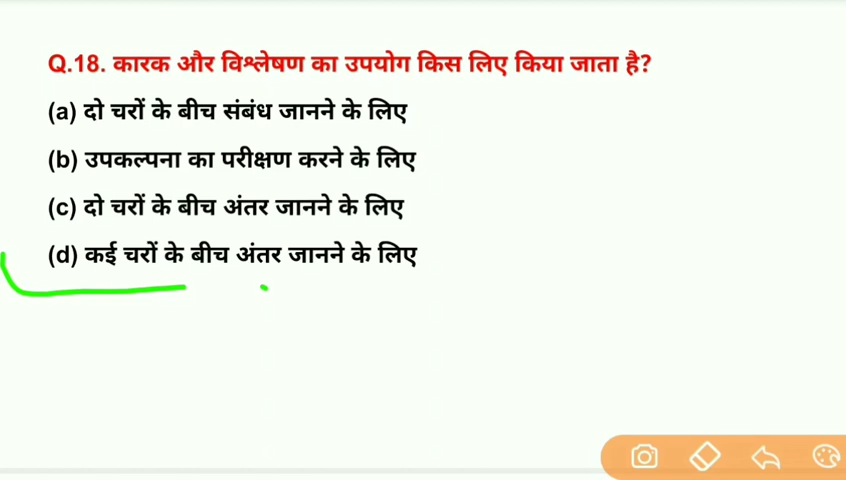 Q.18. कारक और विश्लेषण का उपयोग किस लिए किया जाता है?
(a) दो चरों के बीच संबंध जानने के लिए
(b) उपकल्पना का परीक्षण करने के लिए
(c) दो चरों के बीच अंतर जानने के लिए
(d) कई चरों के बीच अंतर जानने के लिए